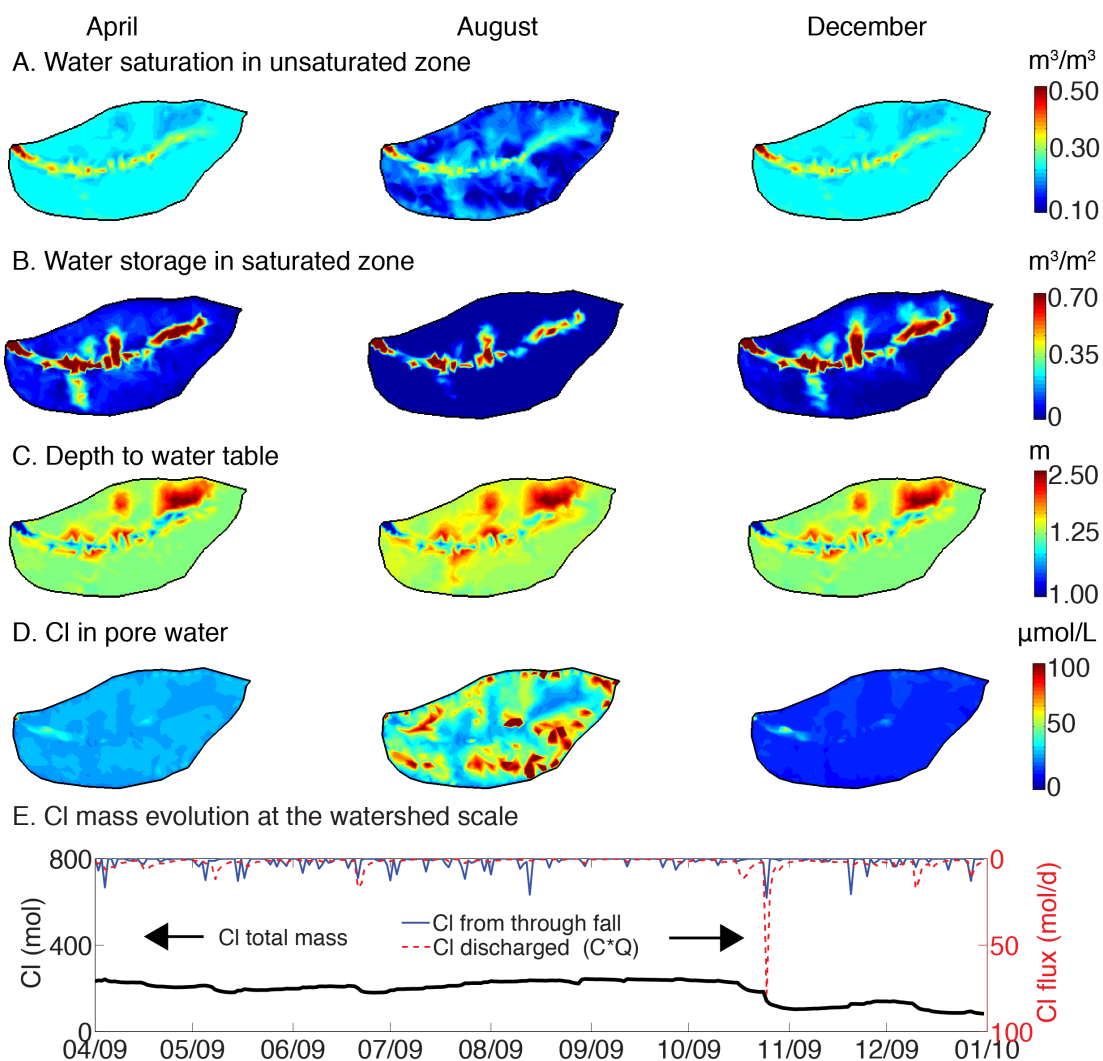 April August December
A. Water saturation in unsaturated zone
m³/m³
0.50
0.30
0.10
B. Water storage in saturated zone
m³/m²
0.70
0.35
0
C. Depth to water table
m
2.50
1.25
1.00
D. Cl in pore water
µmol/L
100
50
0
E. Cl mass evolution at the watershed scale
800
400
0
Cl (mol)
Cl total mass
Cl from through fall
Cl discharged (C*Q)
0
50
100
Cl flux (mol/d)
04/09 05/09 06/09 07/09 08/09 09/09 10/09 11/09 12/09 01/10